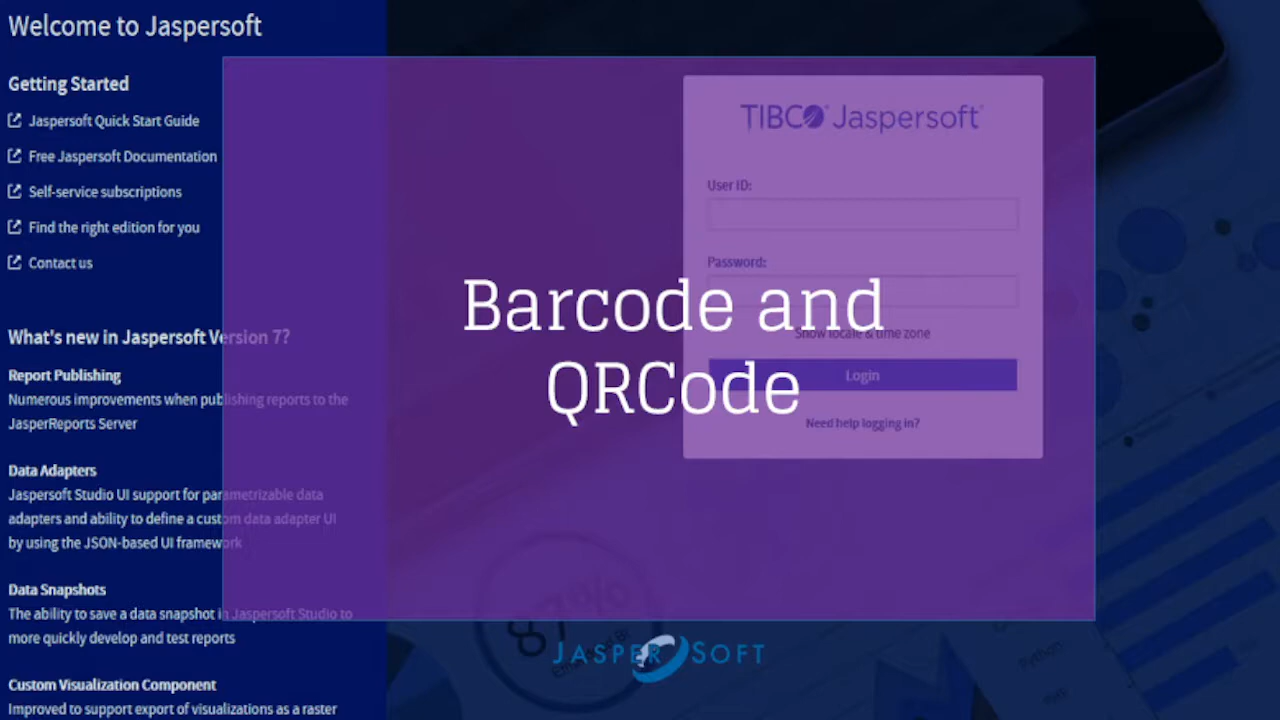 Welcome to Jaspersoft
Getting Started
Jaspersoft Quick Start Guide
Free Jaspersoft Documentation
Self-service subscriptions
Find the right edition for you
Contact us
What's new in Jaspersoft Version 7?
Report Publishing
Numerous improvements when publishing reports to the
JasperReports Server
Data Adapters
Jaspersoft Studio UI support for parametrizable data
adapters and ability to define a custom data adapter UI
by using the JSON-based UI framework
Data Snapshots
The ability to save a data snapshot in Jaspersoft Studio to
more quickly develop and test reports
Custom Visualization Component
Improved to support export of visualizations as a raster
TIBCO Jaspersoft®
User ID:
Password:
Show locale & time zone
Login
Need help logging in?
Barcode and
QRCode
87%
JASPERSOFT
Python